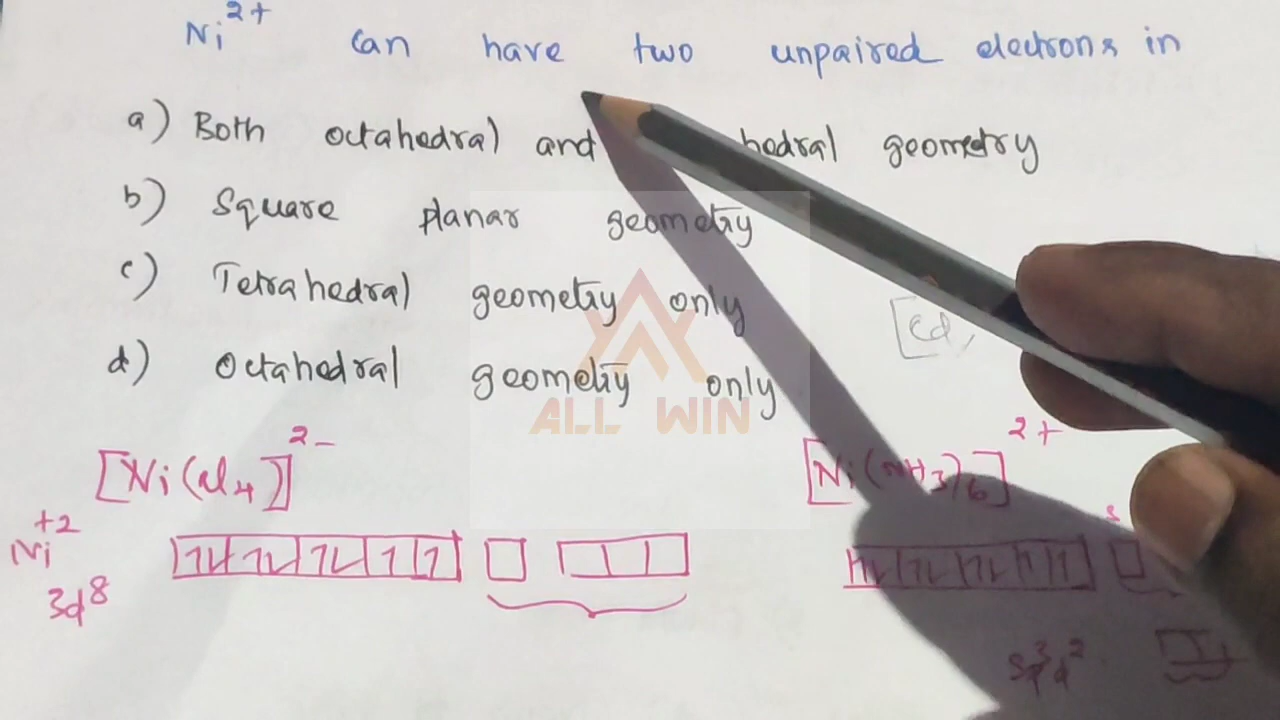 Ni2+ can have two unpaired electrons in
a) Both octahedral and hedral geometry
b) Square planar geometry
c) Tetrahedral geometry only
d) Octahedral geometry only
ALL WIN
[Ni(Cl4]2- [Ni(NH3)6]2+
Ni+2
3d8
sp3d2